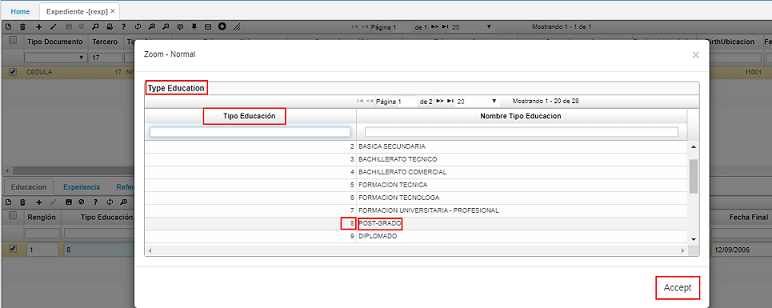 Home Expediente -[rexp] ×
Página 1 de 1 20 Mostrando 1 - 1 de 1
Tipo Documento Tercero BirthUbicacion
17
CEDULA 17 11001
Zoom - Normal ×
Type Education
Página 1 de 2 20 Mostrando 1 - 20 de 28
Tipo Educación Nombre Tipo Educacion
2 BASICA SECUNDARIA
3 BACHILLERATO TECNICO
4 BACHILLERATO COMERCIAL
5 FORMACION TECNICA
6 FORMACION TECNOLOGA
7 FORMACION UNIVERSITARIA - PROFESIONAL
8 POST-GRADO
9 DIPLOMADO
Educacion Experiencia Refe
Renglón Tipo Educación Fecha Final
1 8 12/09/2006
Accept